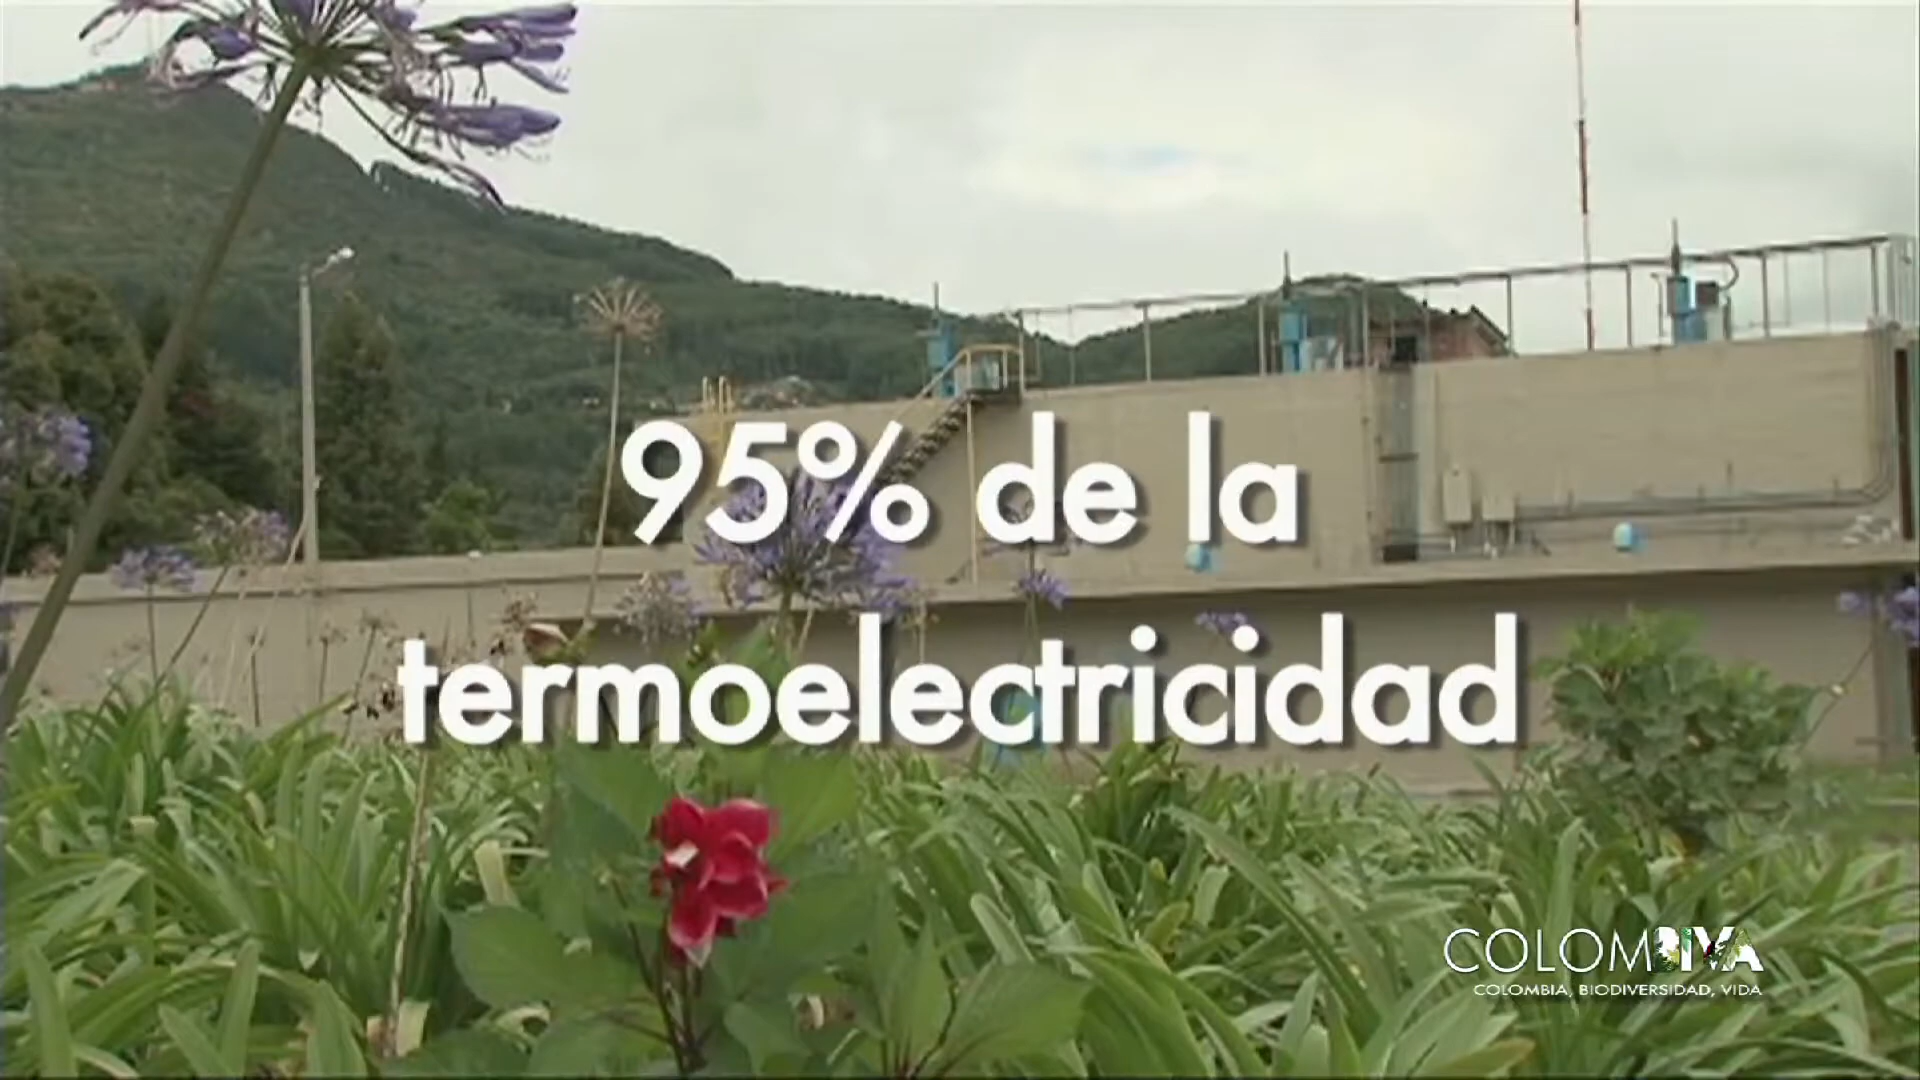 95% de la
termoelectricidad
COLOMBIVA
COLOMBIA, BIODIVERSIDAD, VIDA